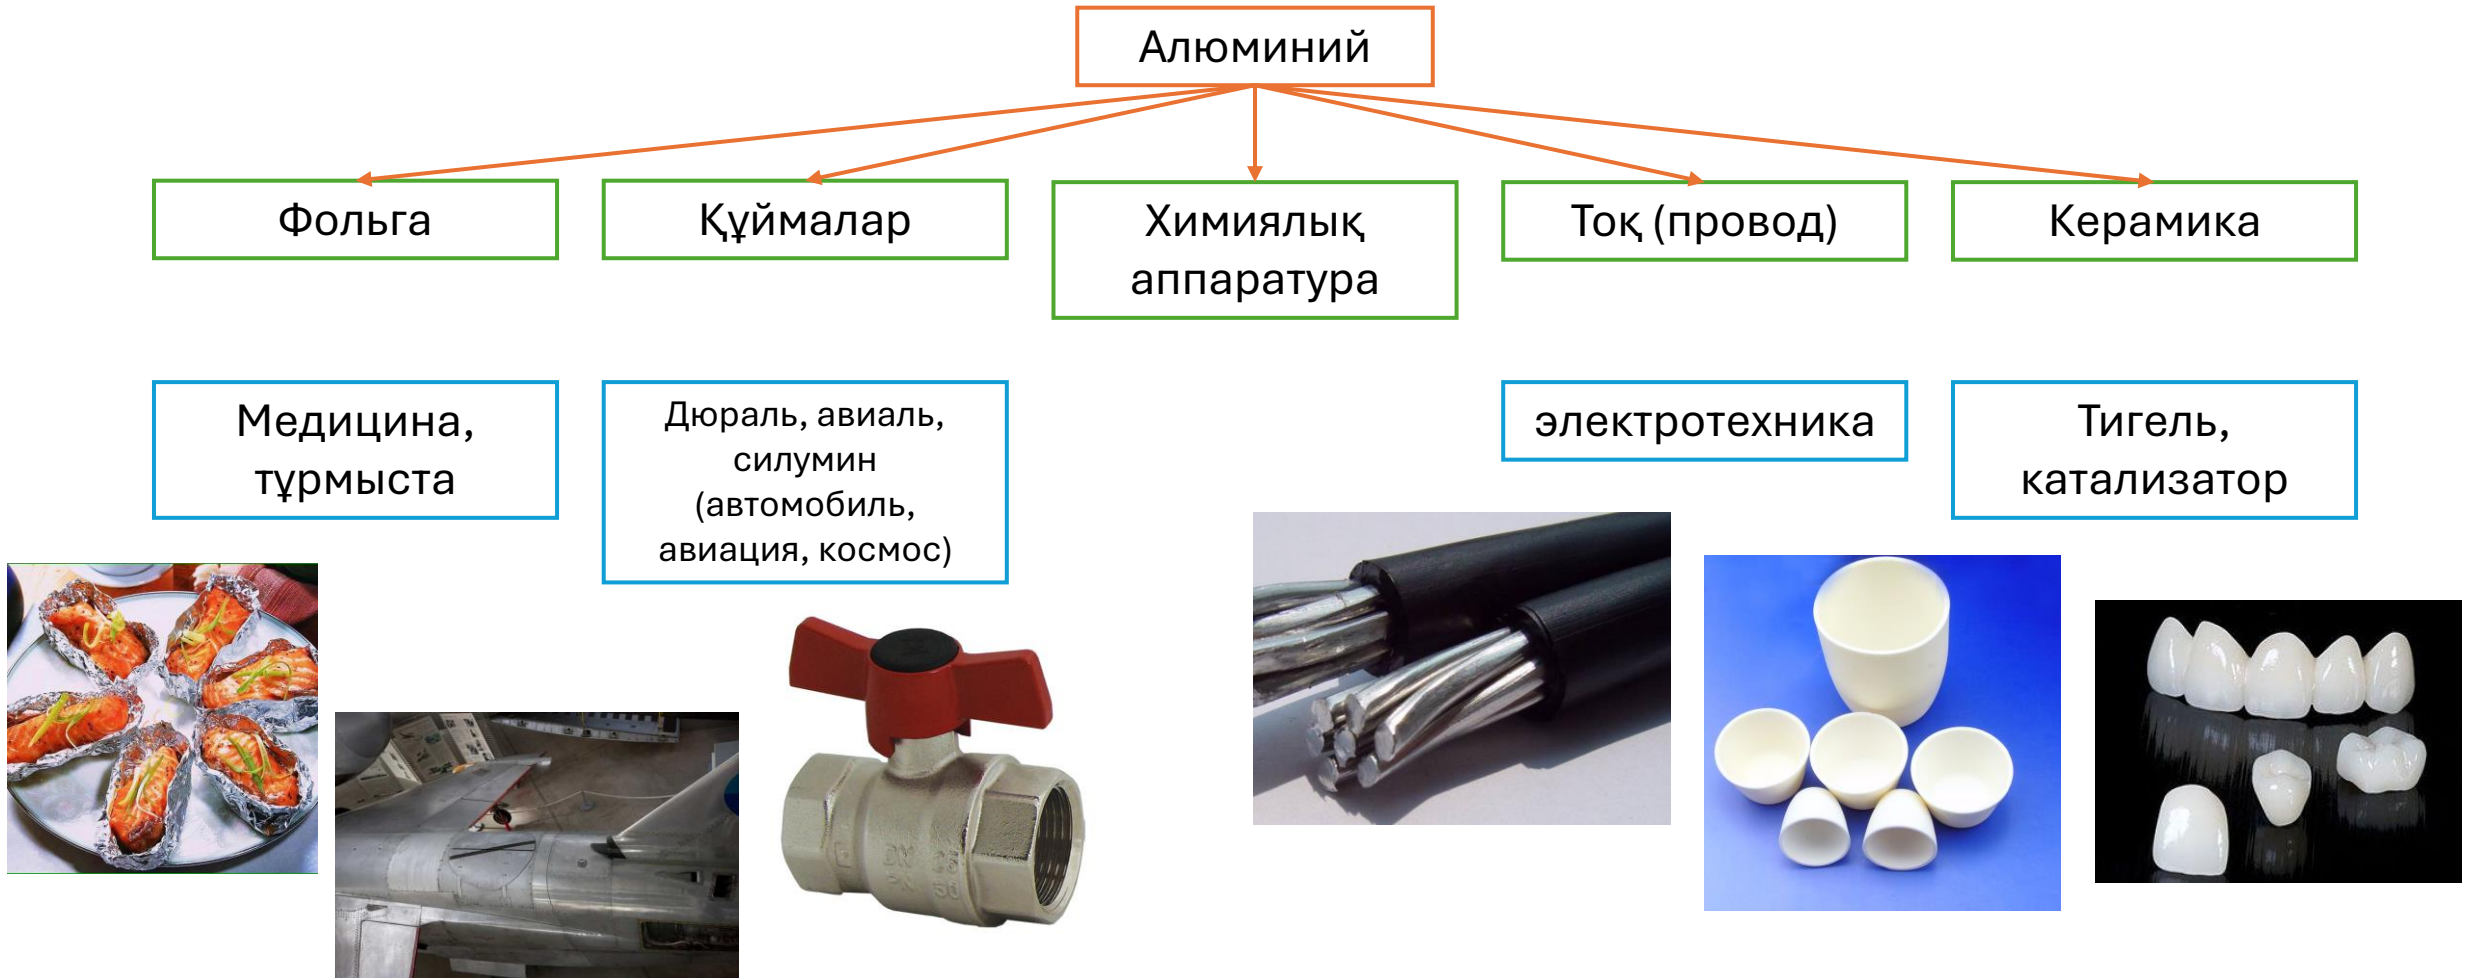 Алюминий
Фольга
Құймалар
Химиялық
аппаратура
Тоқ (провод)
Керамика
Медицина,
тұрмыста
Дюраль, авиаль,
силумин
(автомобиль,
авиация, космос)
электротехника
Тигель,
катализатор